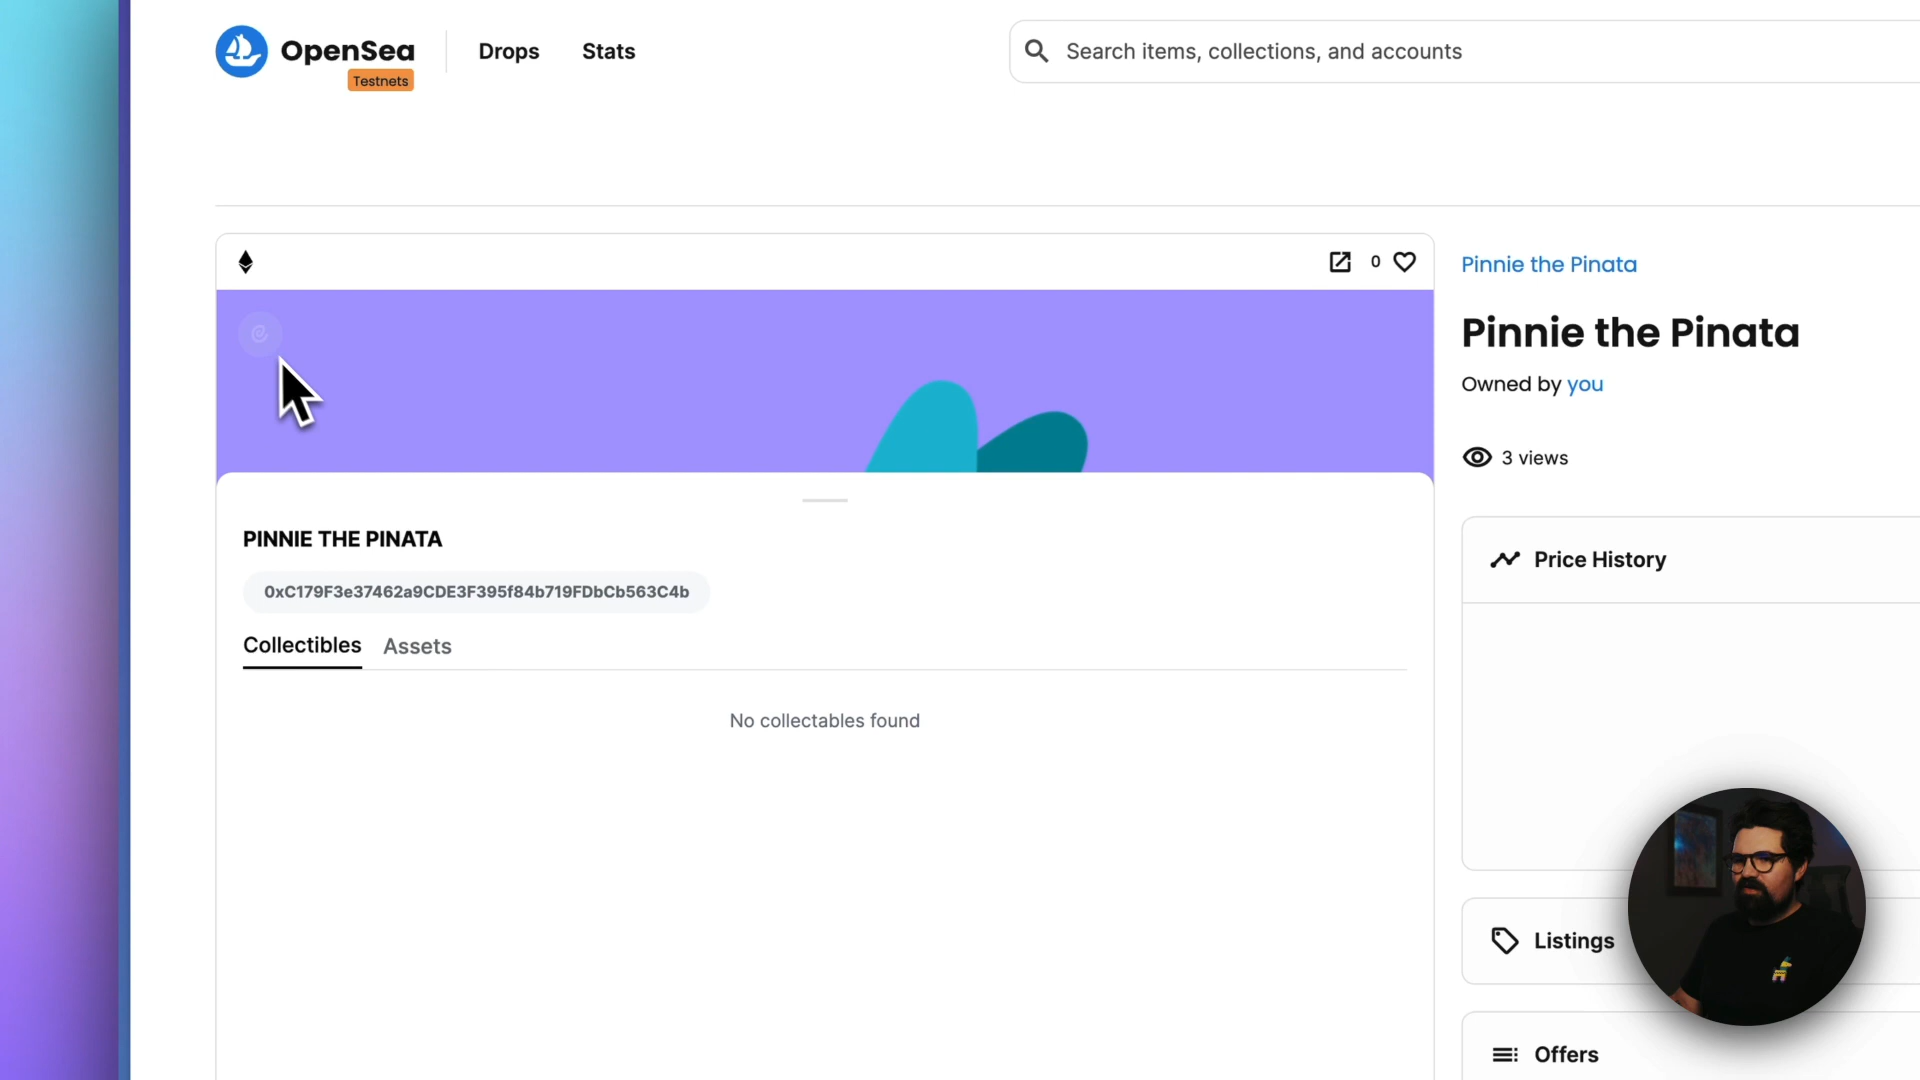 OpenSea
Testnets
Drops
Stats
Search items, collections, and accounts
0
Pinnie the Pinata
Pinnie the Pinata
Owned by you
3 views
PINNIE THE PINATA
0xC179F3e37462a9CDE3F395f84b719FDbCb563C4b
Collectibles
Assets
No collectables found
Price History
Listings
Offers